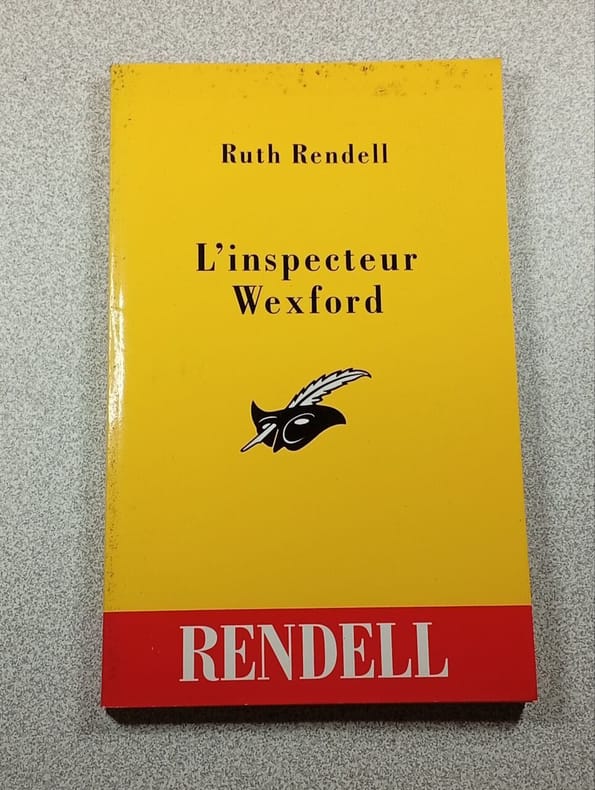 Ruth Rendell
L'inspecteur
Wexford
RENDELL